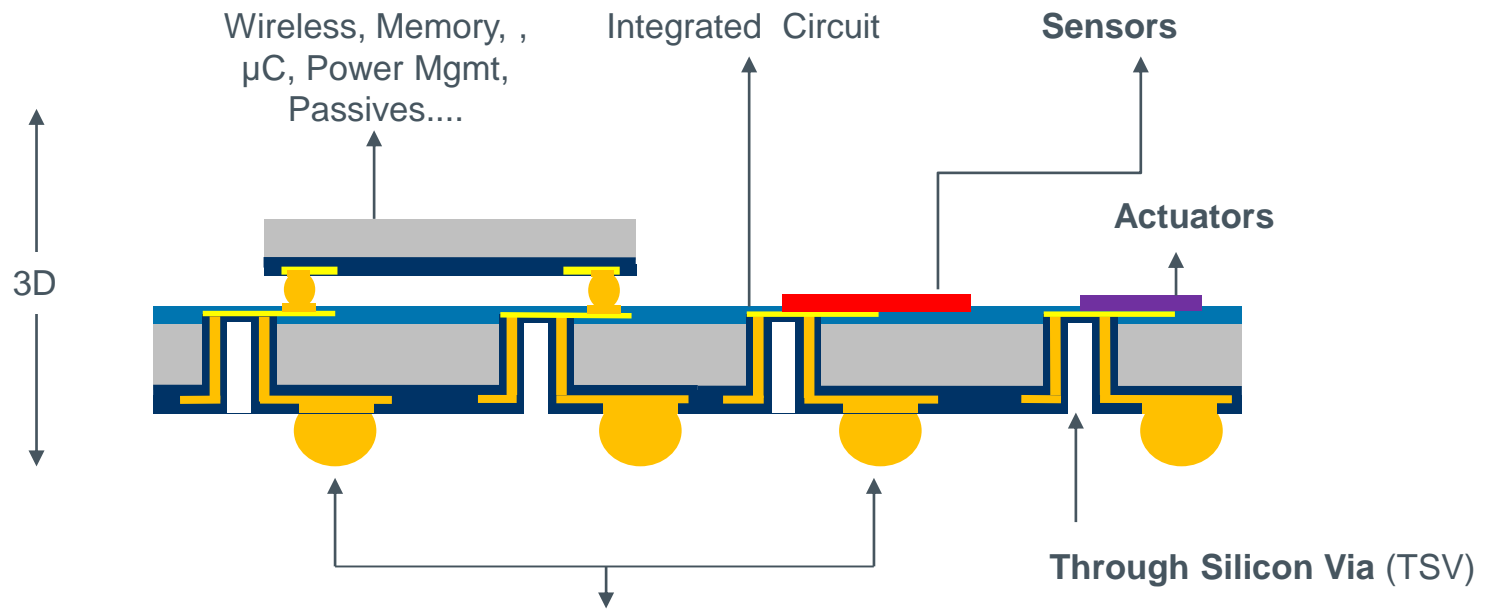 Wireless, Memory, ,
µC, Power Mgmt,
Passives....
Integrated Circuit
Sensors
Actuators
3D
Through Silicon Via (TSV)